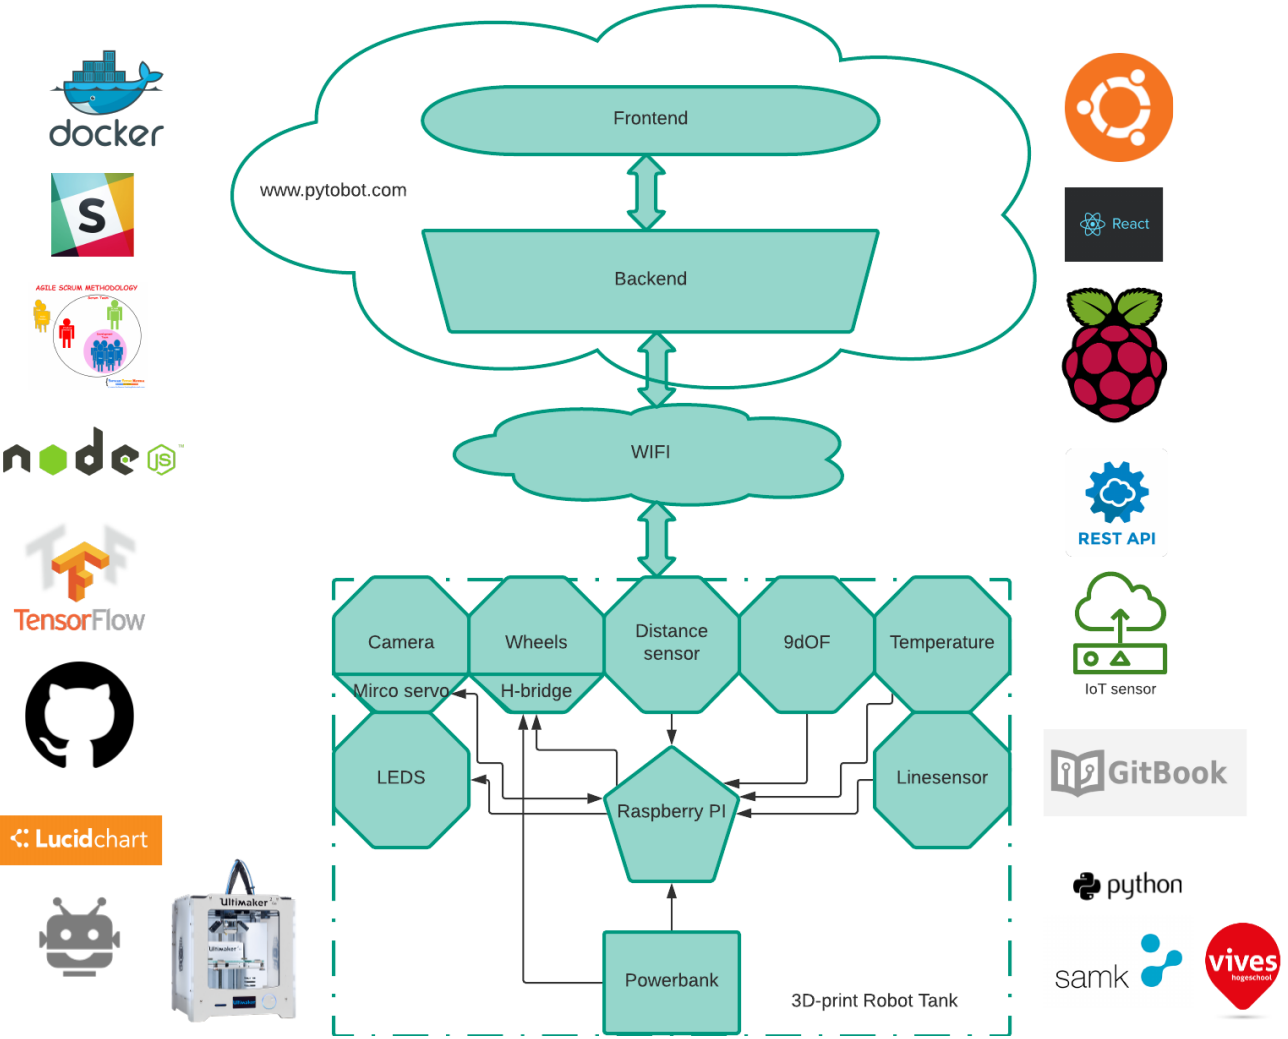 docker
S
AGILE SCRUM METHODOLOGY
node
JS
TensorFlow
Lucidchart
Ultimaker
Ultimaker
www.pytobot.com
Frontend
Backend
WIFI
Camera
Mirco servo
Wheels
H-bridge
Distance
sensor
9dOF
Temperature
LEDS
Raspberry PI
Linesensor
Powerbank
3D-print Robot Tank
React
REST API
IoT sensor
GitBook
python
samk
vives
hogeschool